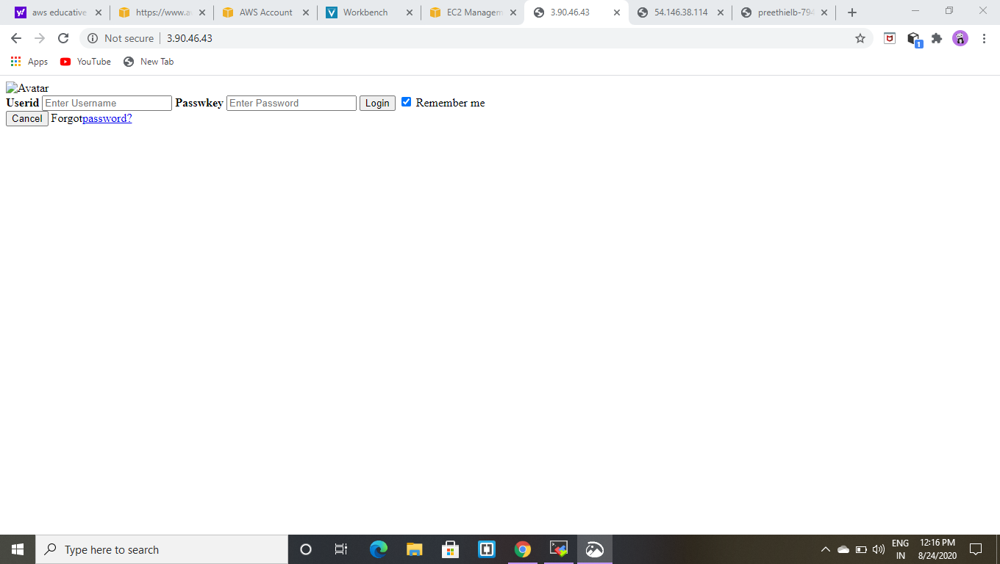 aws educative
https://www.a
AWS Account
Workbench
EC2 Managem
3.90.46.43
54.146.38.114
preethielb-794
Not secure 3.90.46.43
1
Apps YouTube New Tab
Avatar
Userid Enter Username Passwkey Enter Password Login Remember me
Cancel Forgotpassword?
Type here to search
ENG
IN
12:16 PM
8/24/2020